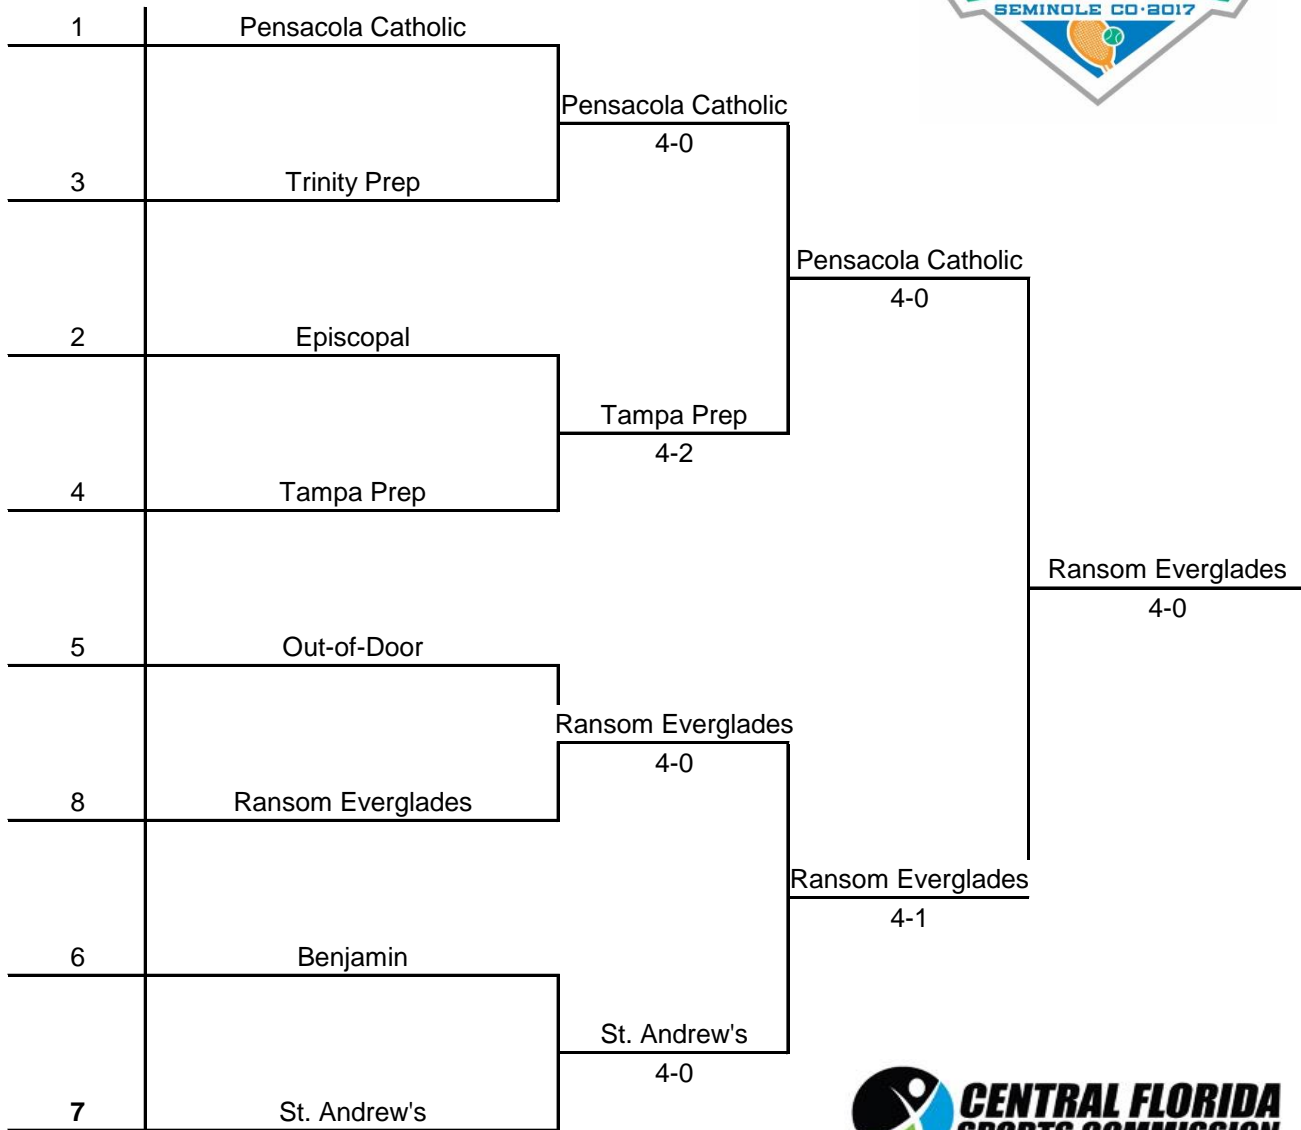 SEMINOLE CO·2017
1 Pensacola Catholic
Pensacola Catholic
4-0
3 Trinity Prep
Pensacola Catholic
4-0
2 Episcopal
Tampa Prep
4-2
4 Tampa Prep
Ransom Everglades
4-0
5 Out-of-Door
Ransom Everglades
4-0
8 Ransom Everglades
Ransom Everglades
4-1
6 Benjamin
St. Andrew's
4-0
7 St. Andrew's
CENTRAL FLORIDA
SPORTS COMMISSION